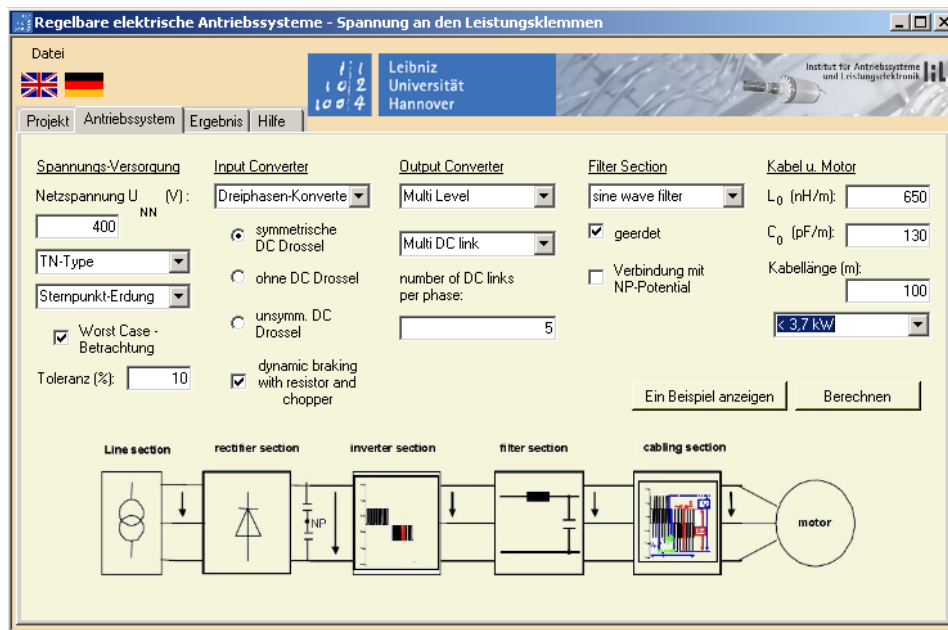 Regelbare elektrische Antriebssysteme - Spannung an den Leistungsklemmen
Datei
Leibniz
Universität
Hannover
Institut für Antriebssysteme
und Leistungselektronik
Projekt
Antriebssystem
Ergebnis
Hilfe
Spannungs-Versorgung
Netzspannung U NN (V) :
400
TN-Type
Sternpunkt-Erdung
Worst Case -
Betrachtung
Toleranz (%): 10
Input Converter
Dreiphasen-Konverte
symmetrische
DC Drossel
ohne DC Drossel
unsymm. DC
Drossel
dynamic braking
with resistor and
chopper
Output Converter
Multi Level
Multi DC link
number of DC links
per phase:
5
Filter Section
sine wave filter
geerdet
Verbindung mit
NP-Potential
Kabel u. Motor
L0 (nH/m): 650
C0 (pF/m): 130
Kabellänge (m):
100
< 3,7 kW
Ein Beispiel anzeigen
Berechnen
Line section
rectifier section
inverter section
filter section
cabling section
NP
motor